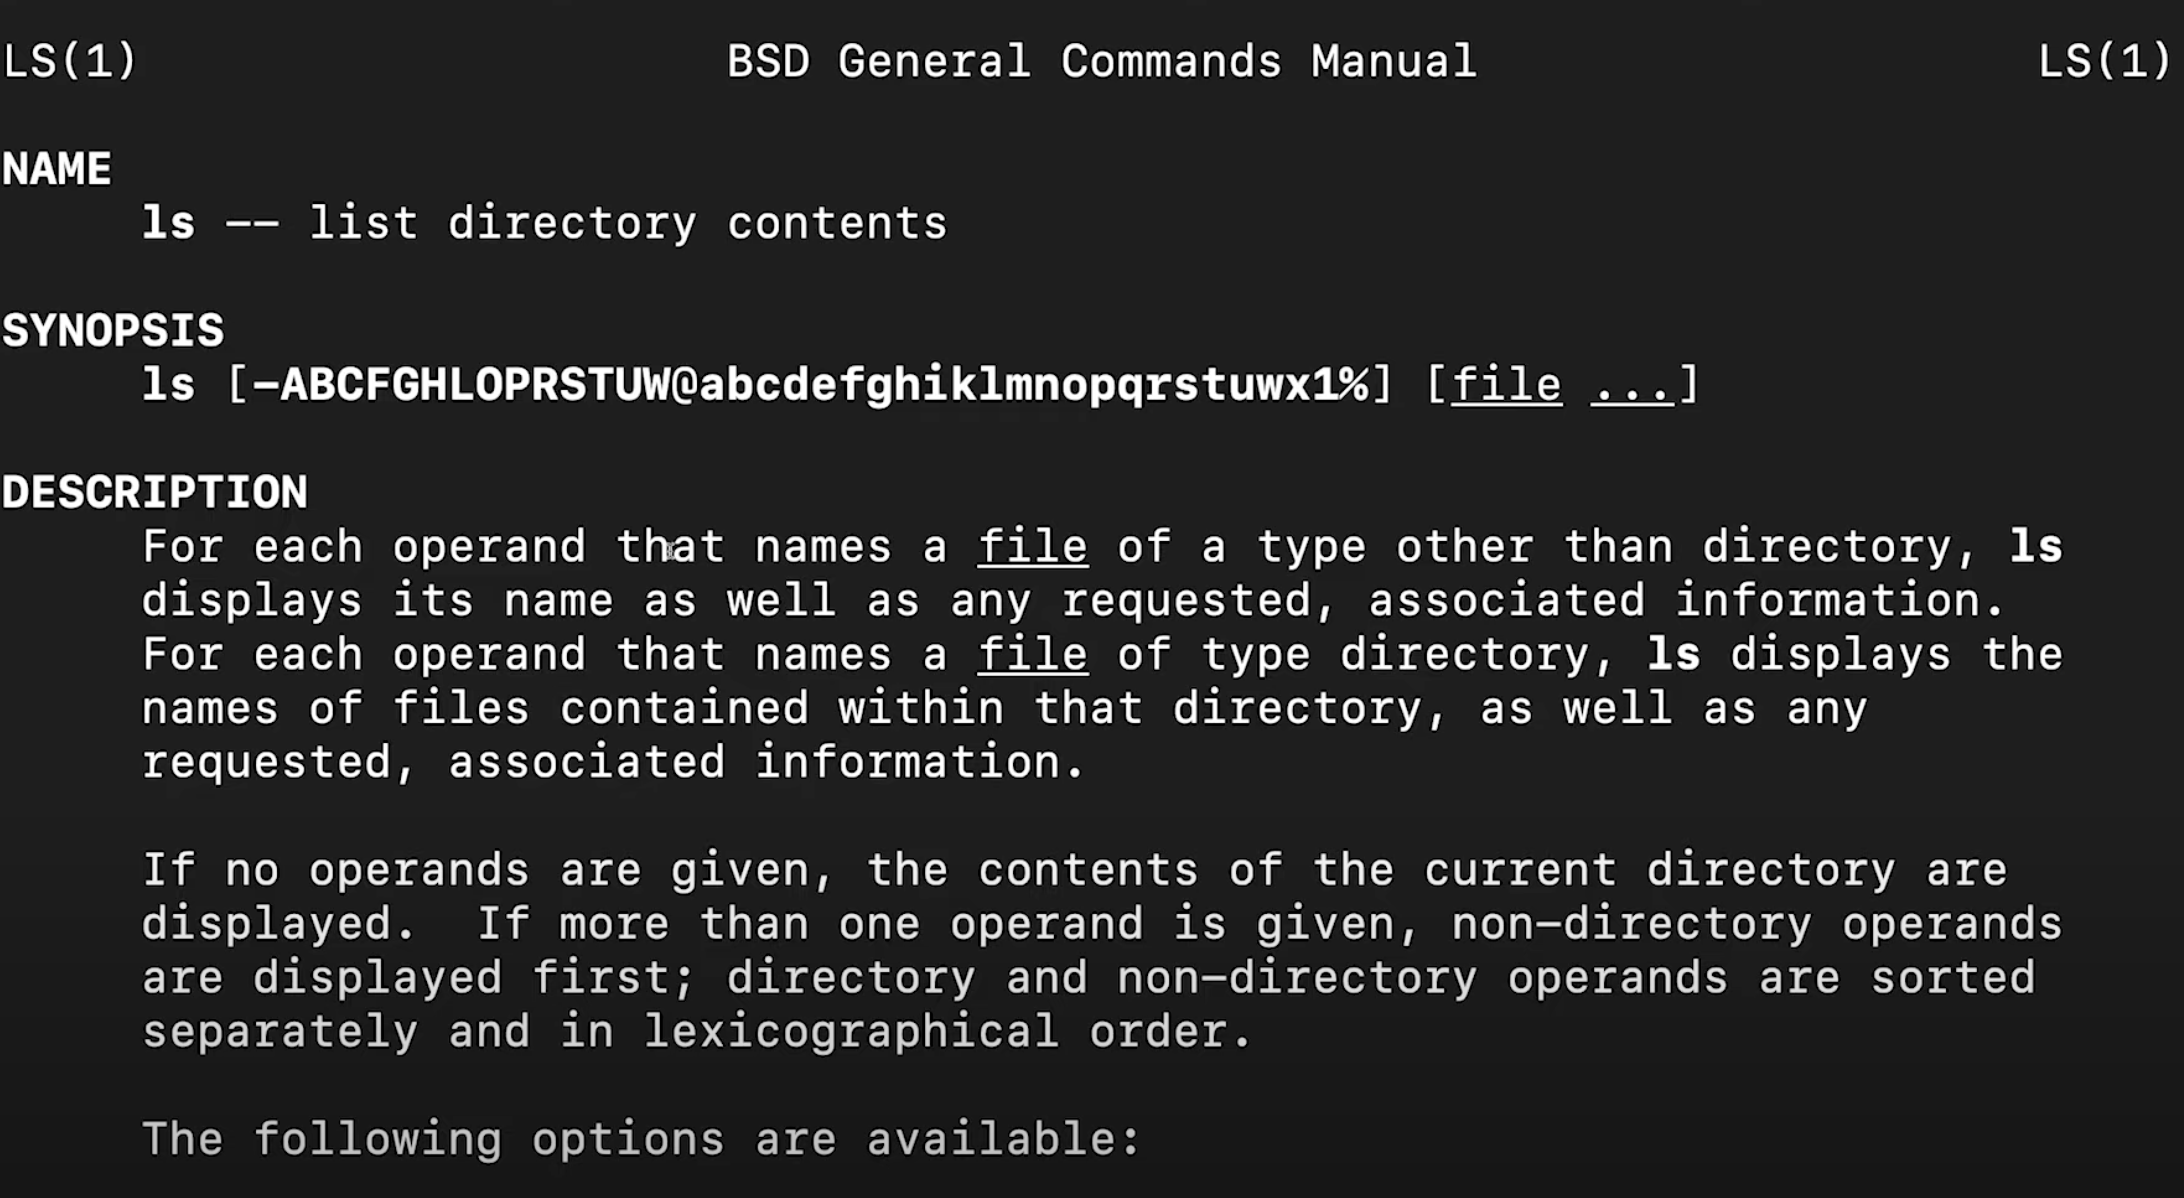 LS(1) BSD General Commands Manual LS(1)
NAME
ls -- list directory contents
SYNOPSIS
ls [-ABCFGHLOPRSTUW@abcdefghiklmnopqrstuwx1%] [file ...]
DESCRIPTION
For each operand that names a file of a type other than directory, ls
displays its name as well as any requested, associated information.
For each operand that names a file of type directory, ls displays the
names of files contained within that directory, as well as any
requested, associated information.
If no operands are given, the contents of the current directory are
displayed.  If more than one operand is given, non-directory operands
are displayed first; directory and non-directory operands are sorted
separately and in lexicographical order.
The following options are available: